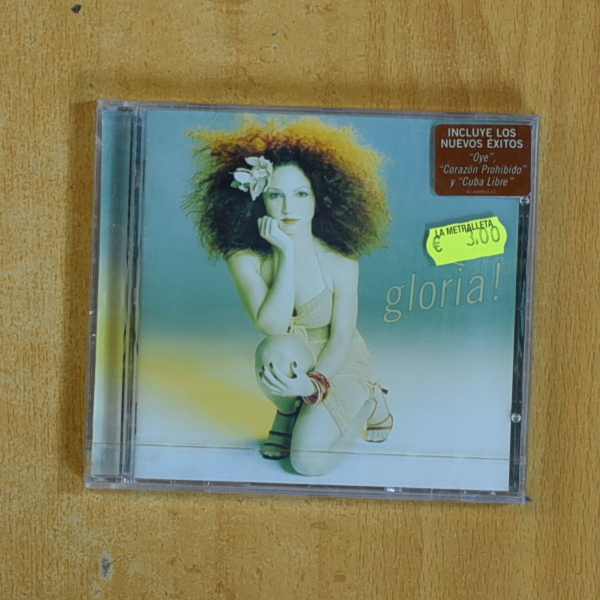 INCLUYE LOS
NUEVOS ÉXITOS
"Oye",
"Corazón Prohibido"
y "Cuba Libre"
LA METRALLETA
€ 3,00
gloria!